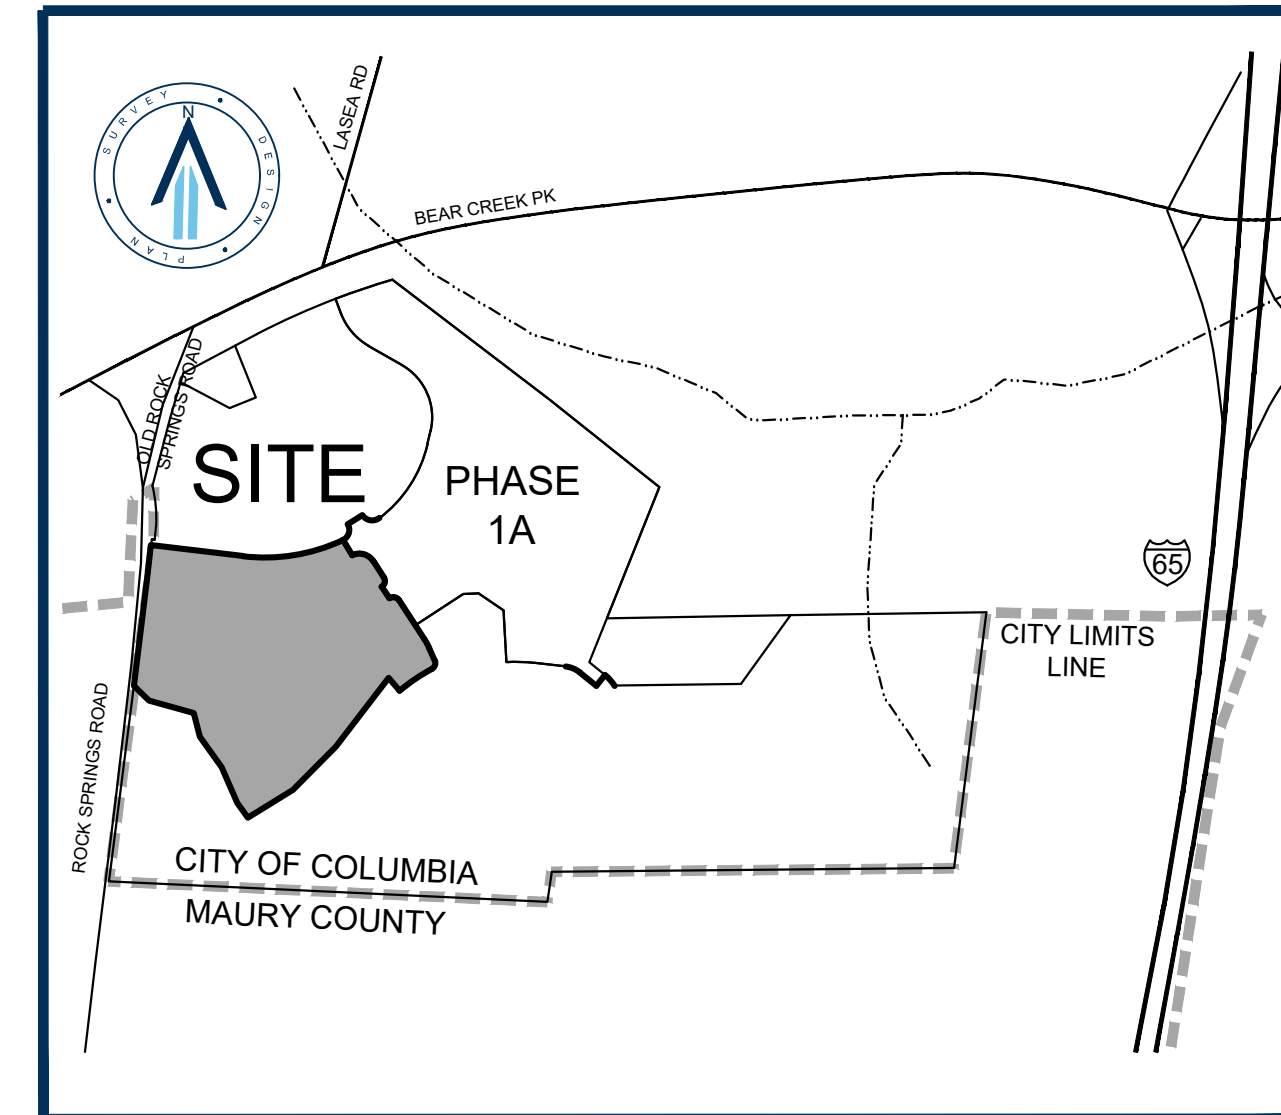 SURVEY
DESIGN
PLAN
N
LASEA RD
BEAR CREEK PK
OLD ROCK
SPRINGS ROAD
SITE
PHASE
1A
65
CITY LIMITS
LINE
ROCK SPRINGS ROAD
CITY OF COLUMBIA
MAURY COUNTY